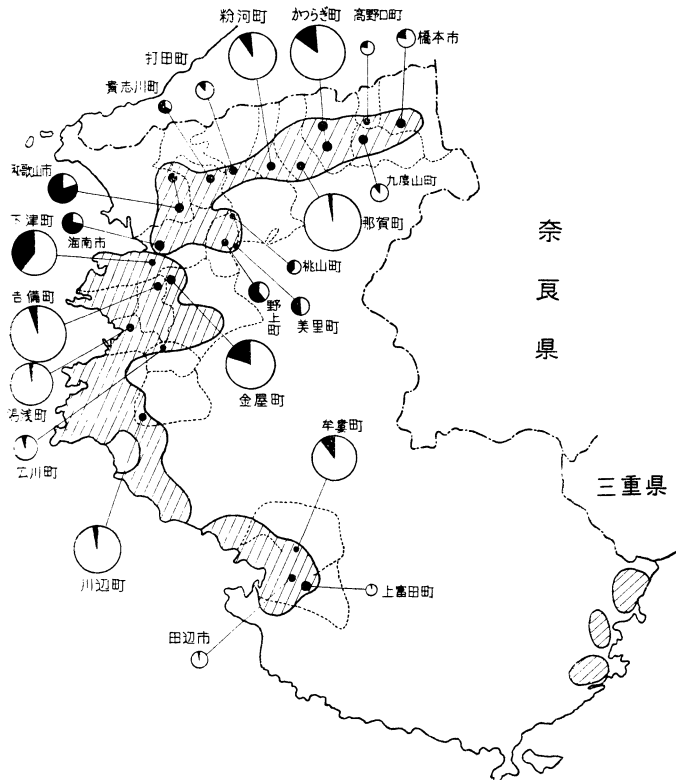 粉河町
かつらぎ町
高野口町
橋本市
打田町
貴志川町
和歌山市
九度山町
那賀町
下津町
海南市
桃山町
吉備町
野上町
美里町
奈良県
湯浅町
金屋町
広川町
牟婁町
三重県
川辺町
上富田町
田辺市